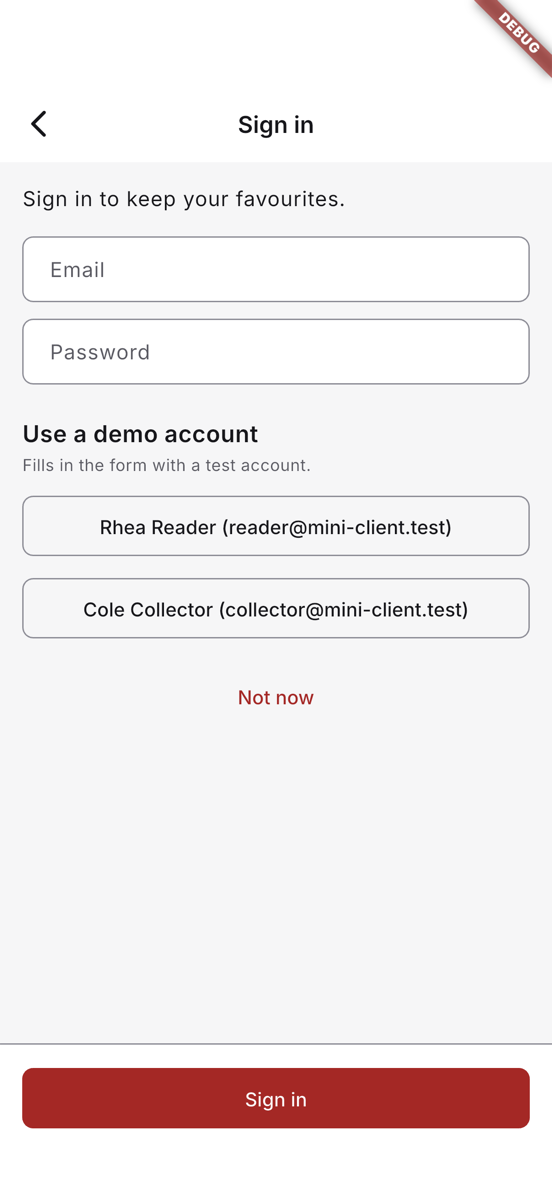 DEBUG
Sign in
Sign in to keep your favourites.
Email
Password
Use a demo account
Fills in the form with a test account.
Rhea Reader (reader@mini-client.test)
Cole Collector (collector@mini-client.test)
Not now
Sign in